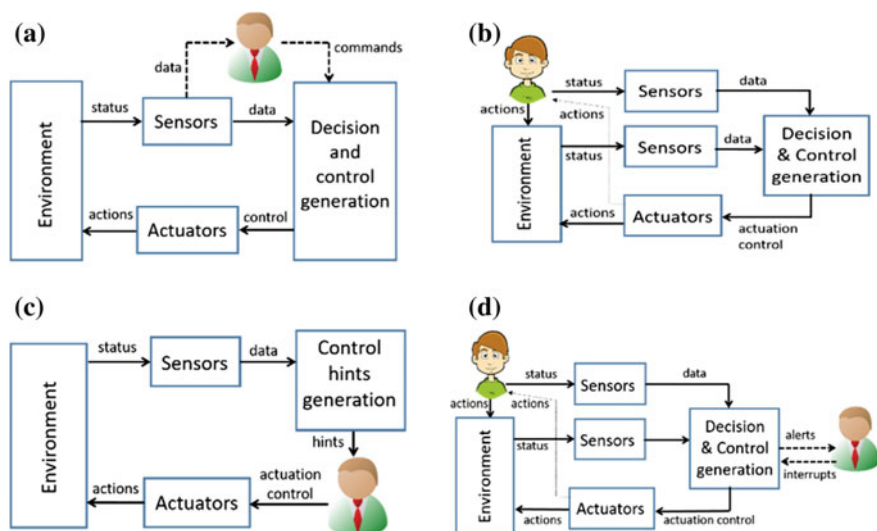 (a)
data
commands
Environment
status
Sensors
data
Decision
and
control
generation
actions
Actuators
control
(b)
status
Sensors
data
actions
actions
Environment
status
Sensors
data
Decision
& Control
generation
actions
Actuators
actuation
control
(c)
Environment
status
Sensors
data
Control
hints
generation
hints
actuation
control
actions
Actuators
(d)
status
Sensors
data
actions
actions
Environment
status
Sensors
Decision
& Control
generation
alerts
interrupts
actions
Actuators
actuation control